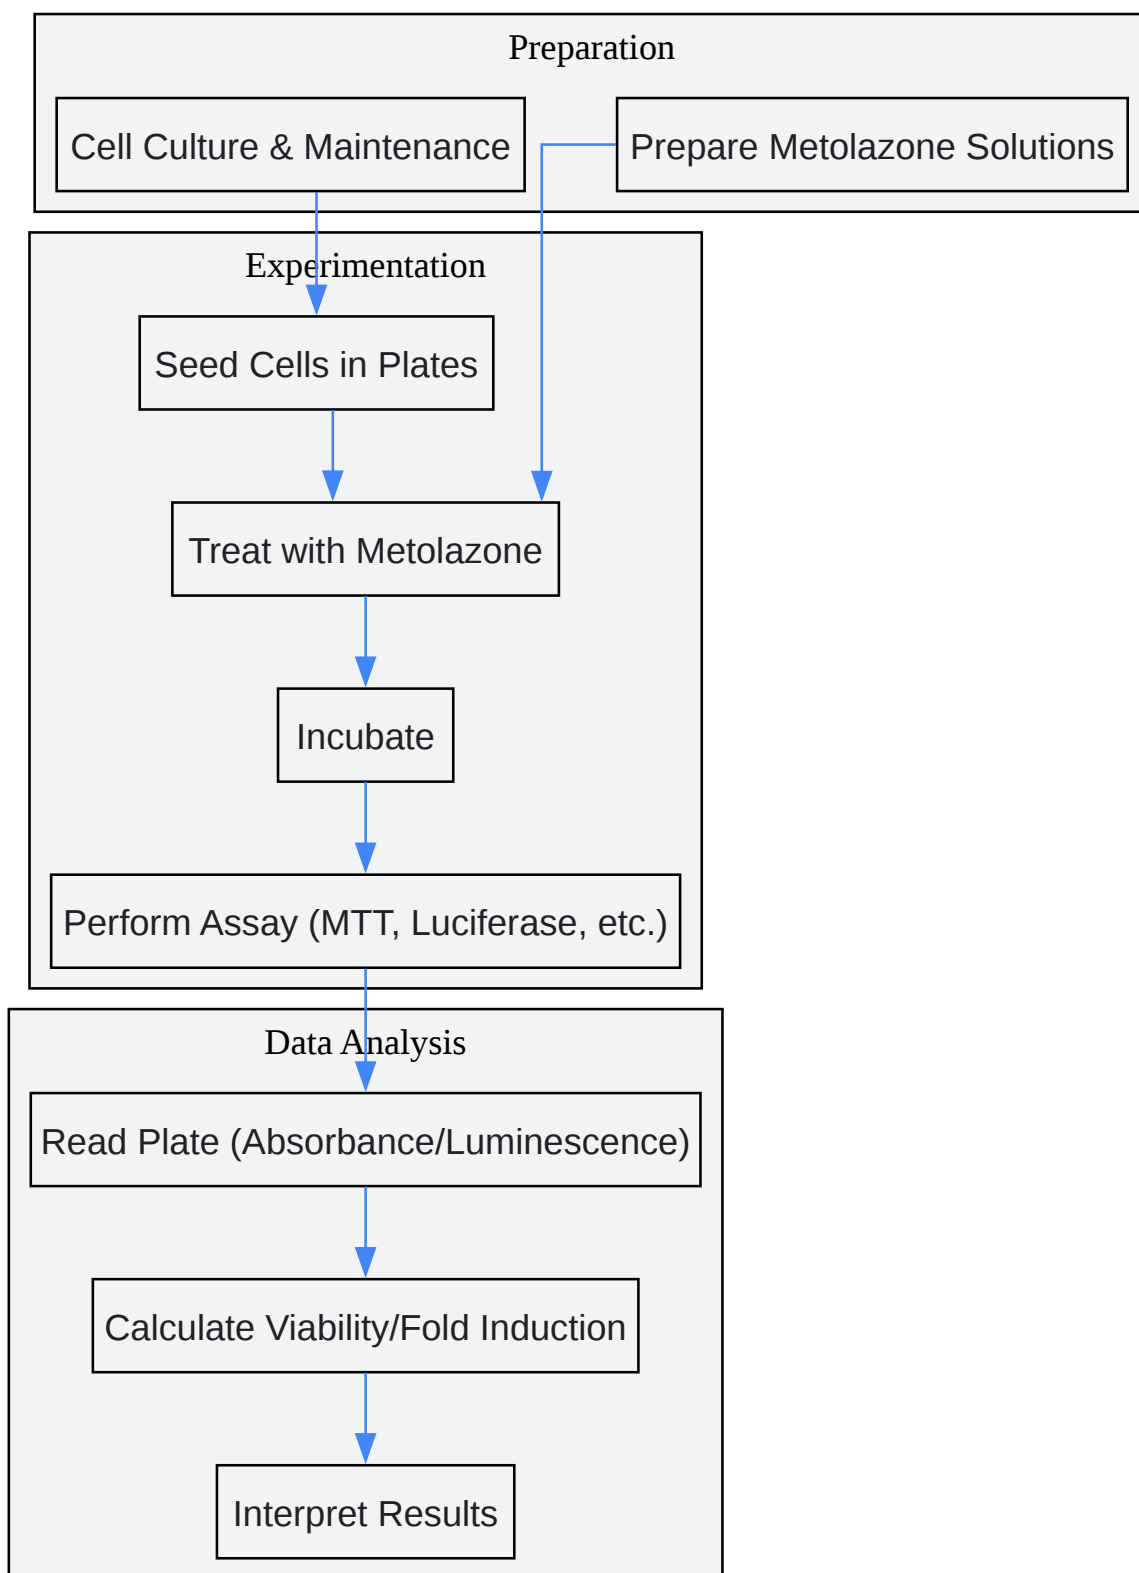 Preparation
Cell Culture & Maintenance
Prepare Metolazone Solutions
Experimentation
Seed Cells in Plates
Treat with Metolazone
Incubate
Perform Assay (MTT, Luciferase, etc.)
Data Analysis
Read Plate (Absorbance/Luminescence)
Calculate Viability/Fold Induction
Interpret Results